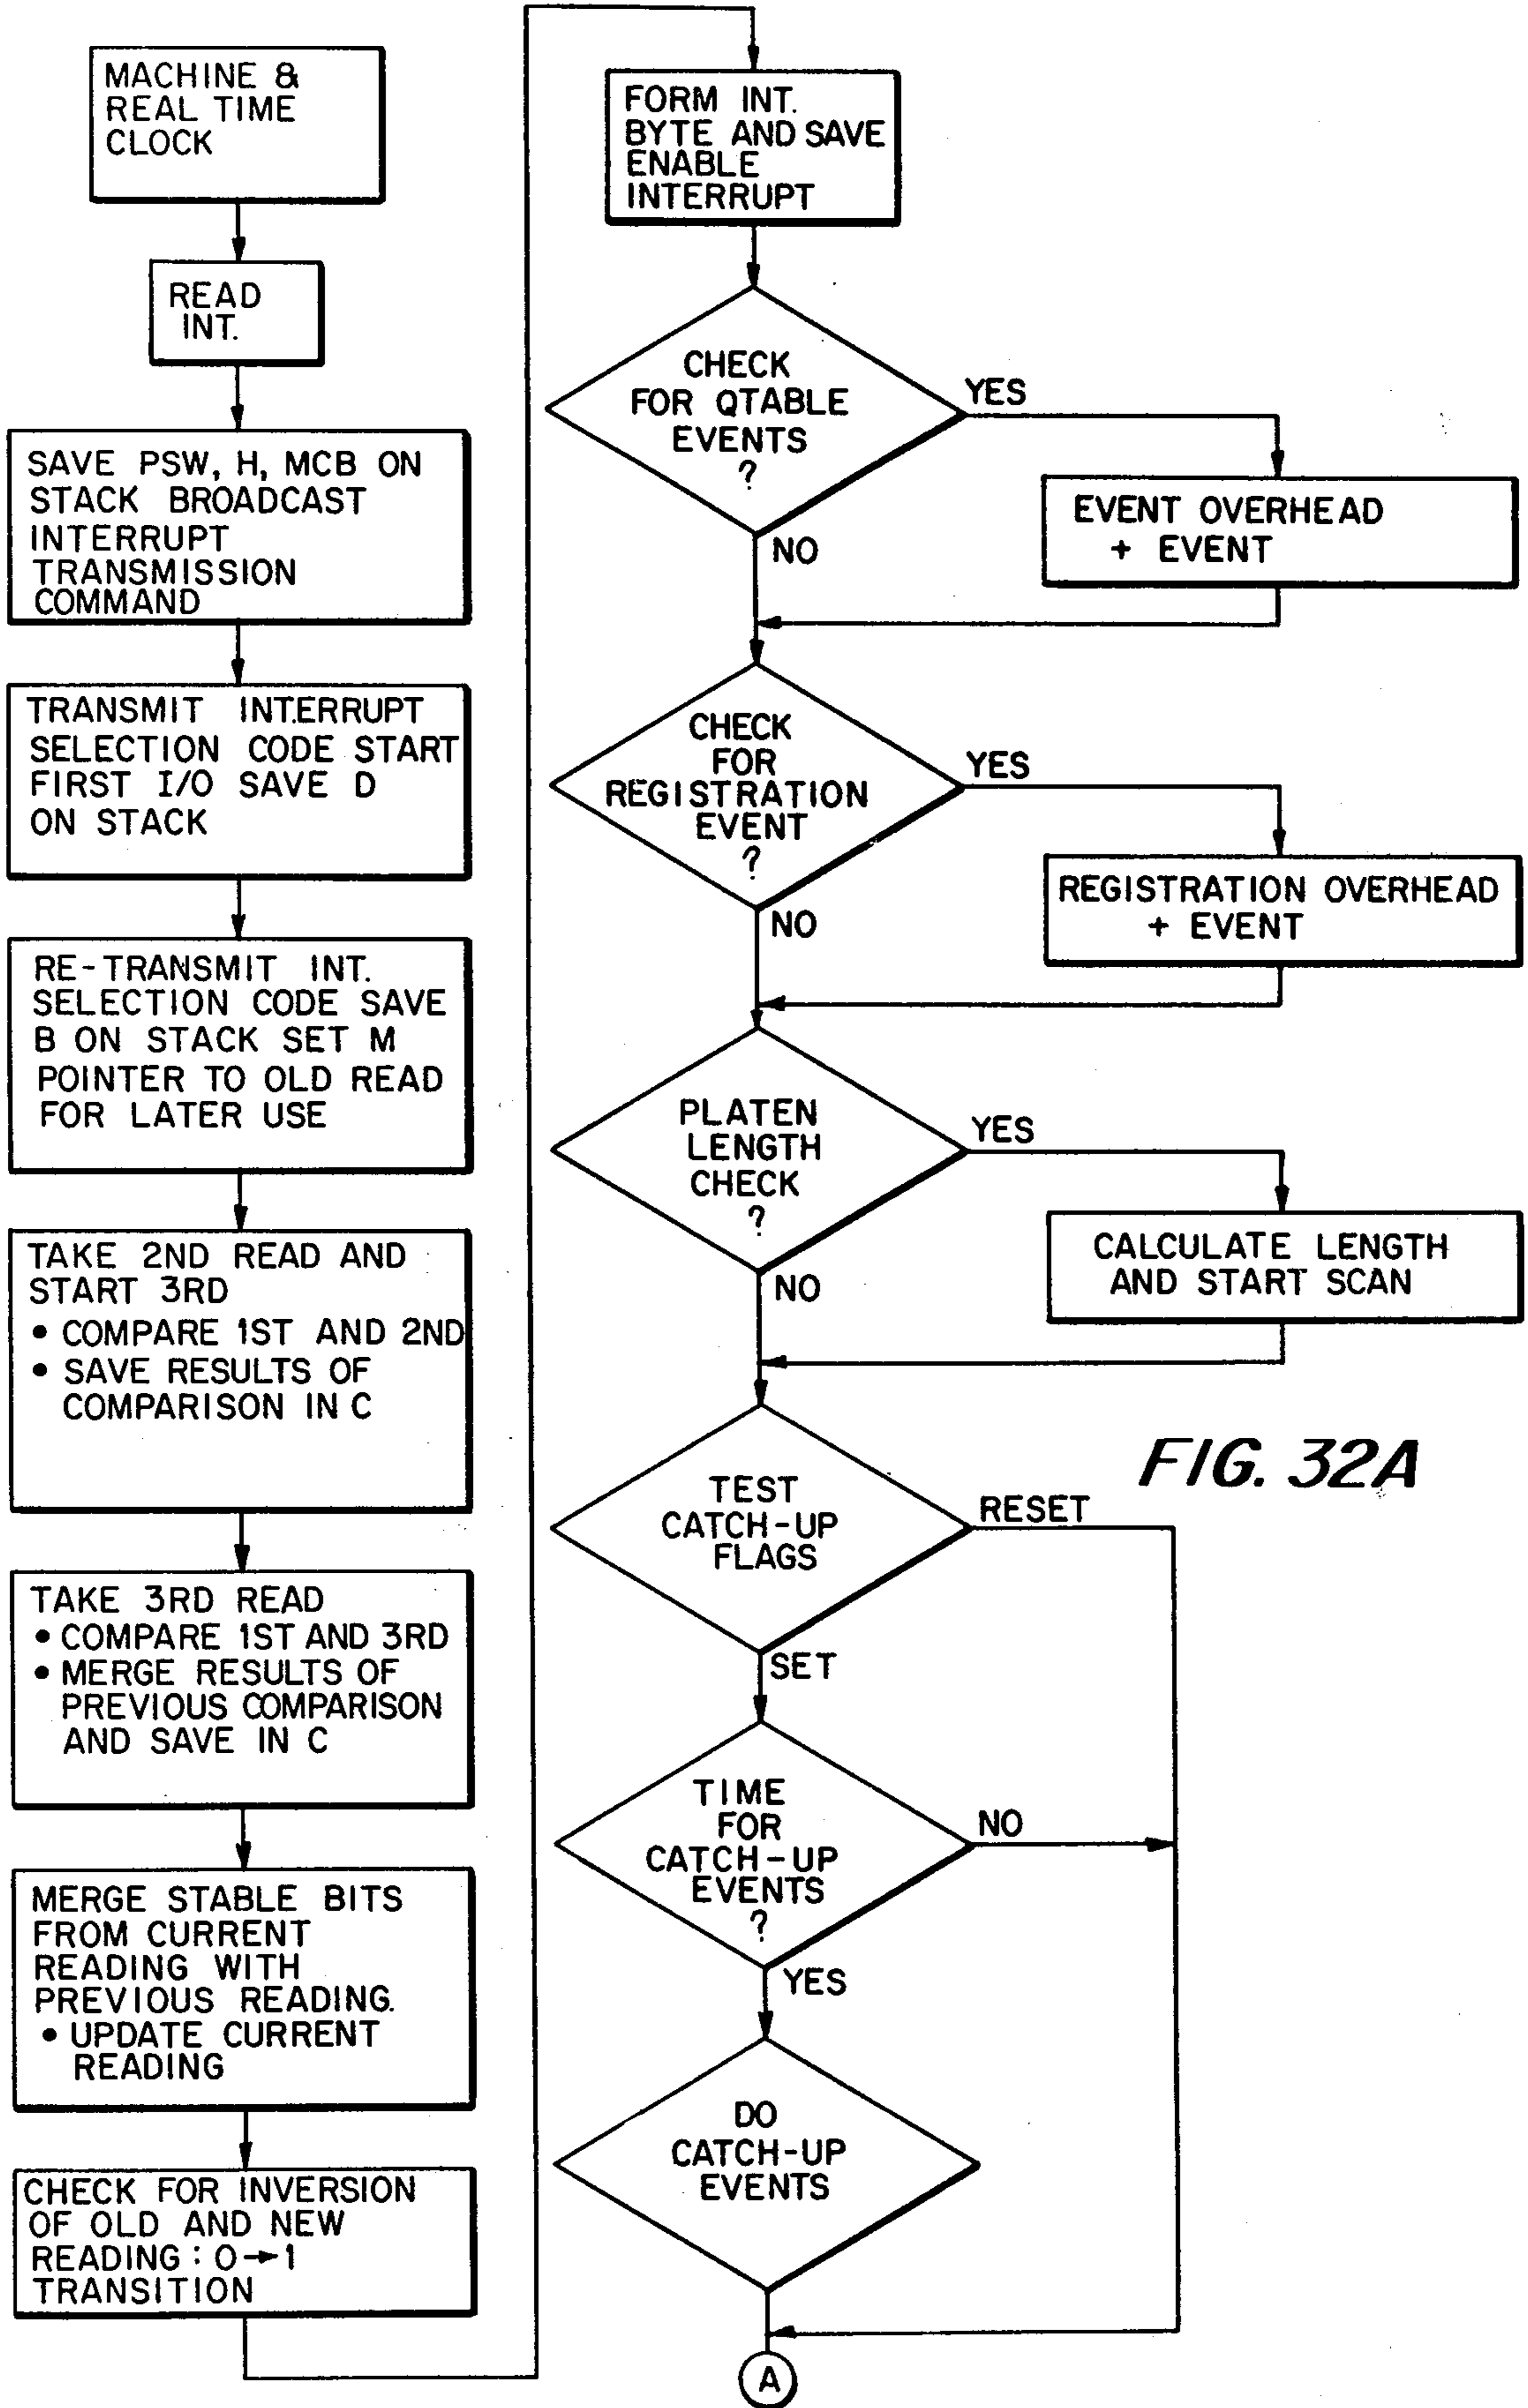 MACHINE &
REAL TIME
CLOCK
READ
INT.
SAVE PSW, H, MCB ON
STACK BROADCAST
INTERRUPT
TRANSMISSION
COMMAND
TRANSMIT INTERRUPT
SELECTION CODE START
FIRST I/O SAVE D
ON STACK
RE-TRANSMIT INT.
SELECTION CODE SAVE
B ON STACK SET M
POINTER TO OLD READ
FOR LATER USE
TAKE 2ND READ AND
START 3RD
• COMPARE 1ST AND 2ND
• SAVE RESULTS OF
COMPARISON IN C
TAKE 3RD READ
• COMPARE 1ST AND 3RD
• MERGE RESULTS OF
PREVIOUS COMPARISON
AND SAVE IN C
MERGE STABLE BITS
FROM CURRENT
READING WITH
PREVIOUS READING.
• UPDATE CURRENT
READING
CHECK FOR INVERSION
OF OLD AND NEW
READING : 0→1
TRANSITION
FORM INT.
BYTE AND SAVE
ENABLE
INTERRUPT
CHECK
FOR QTABLE
EVENTS
?
YES
NO
EVENT OVERHEAD
+ EVENT
CHECK
FOR
REGISTRATION
EVENT
?
YES
NO
REGISTRATION OVERHEAD
+ EVENT
PLATEN
LENGTH
CHECK
?
YES
NO
CALCULATE LENGTH
AND START SCAN
FIG. 32A
TEST
CATCH-UP
FLAGS
RESET
SET
TIME
FOR
CATCH-UP
EVENTS
?
NO
YES
DO
CATCH-UP
EVENTS
A